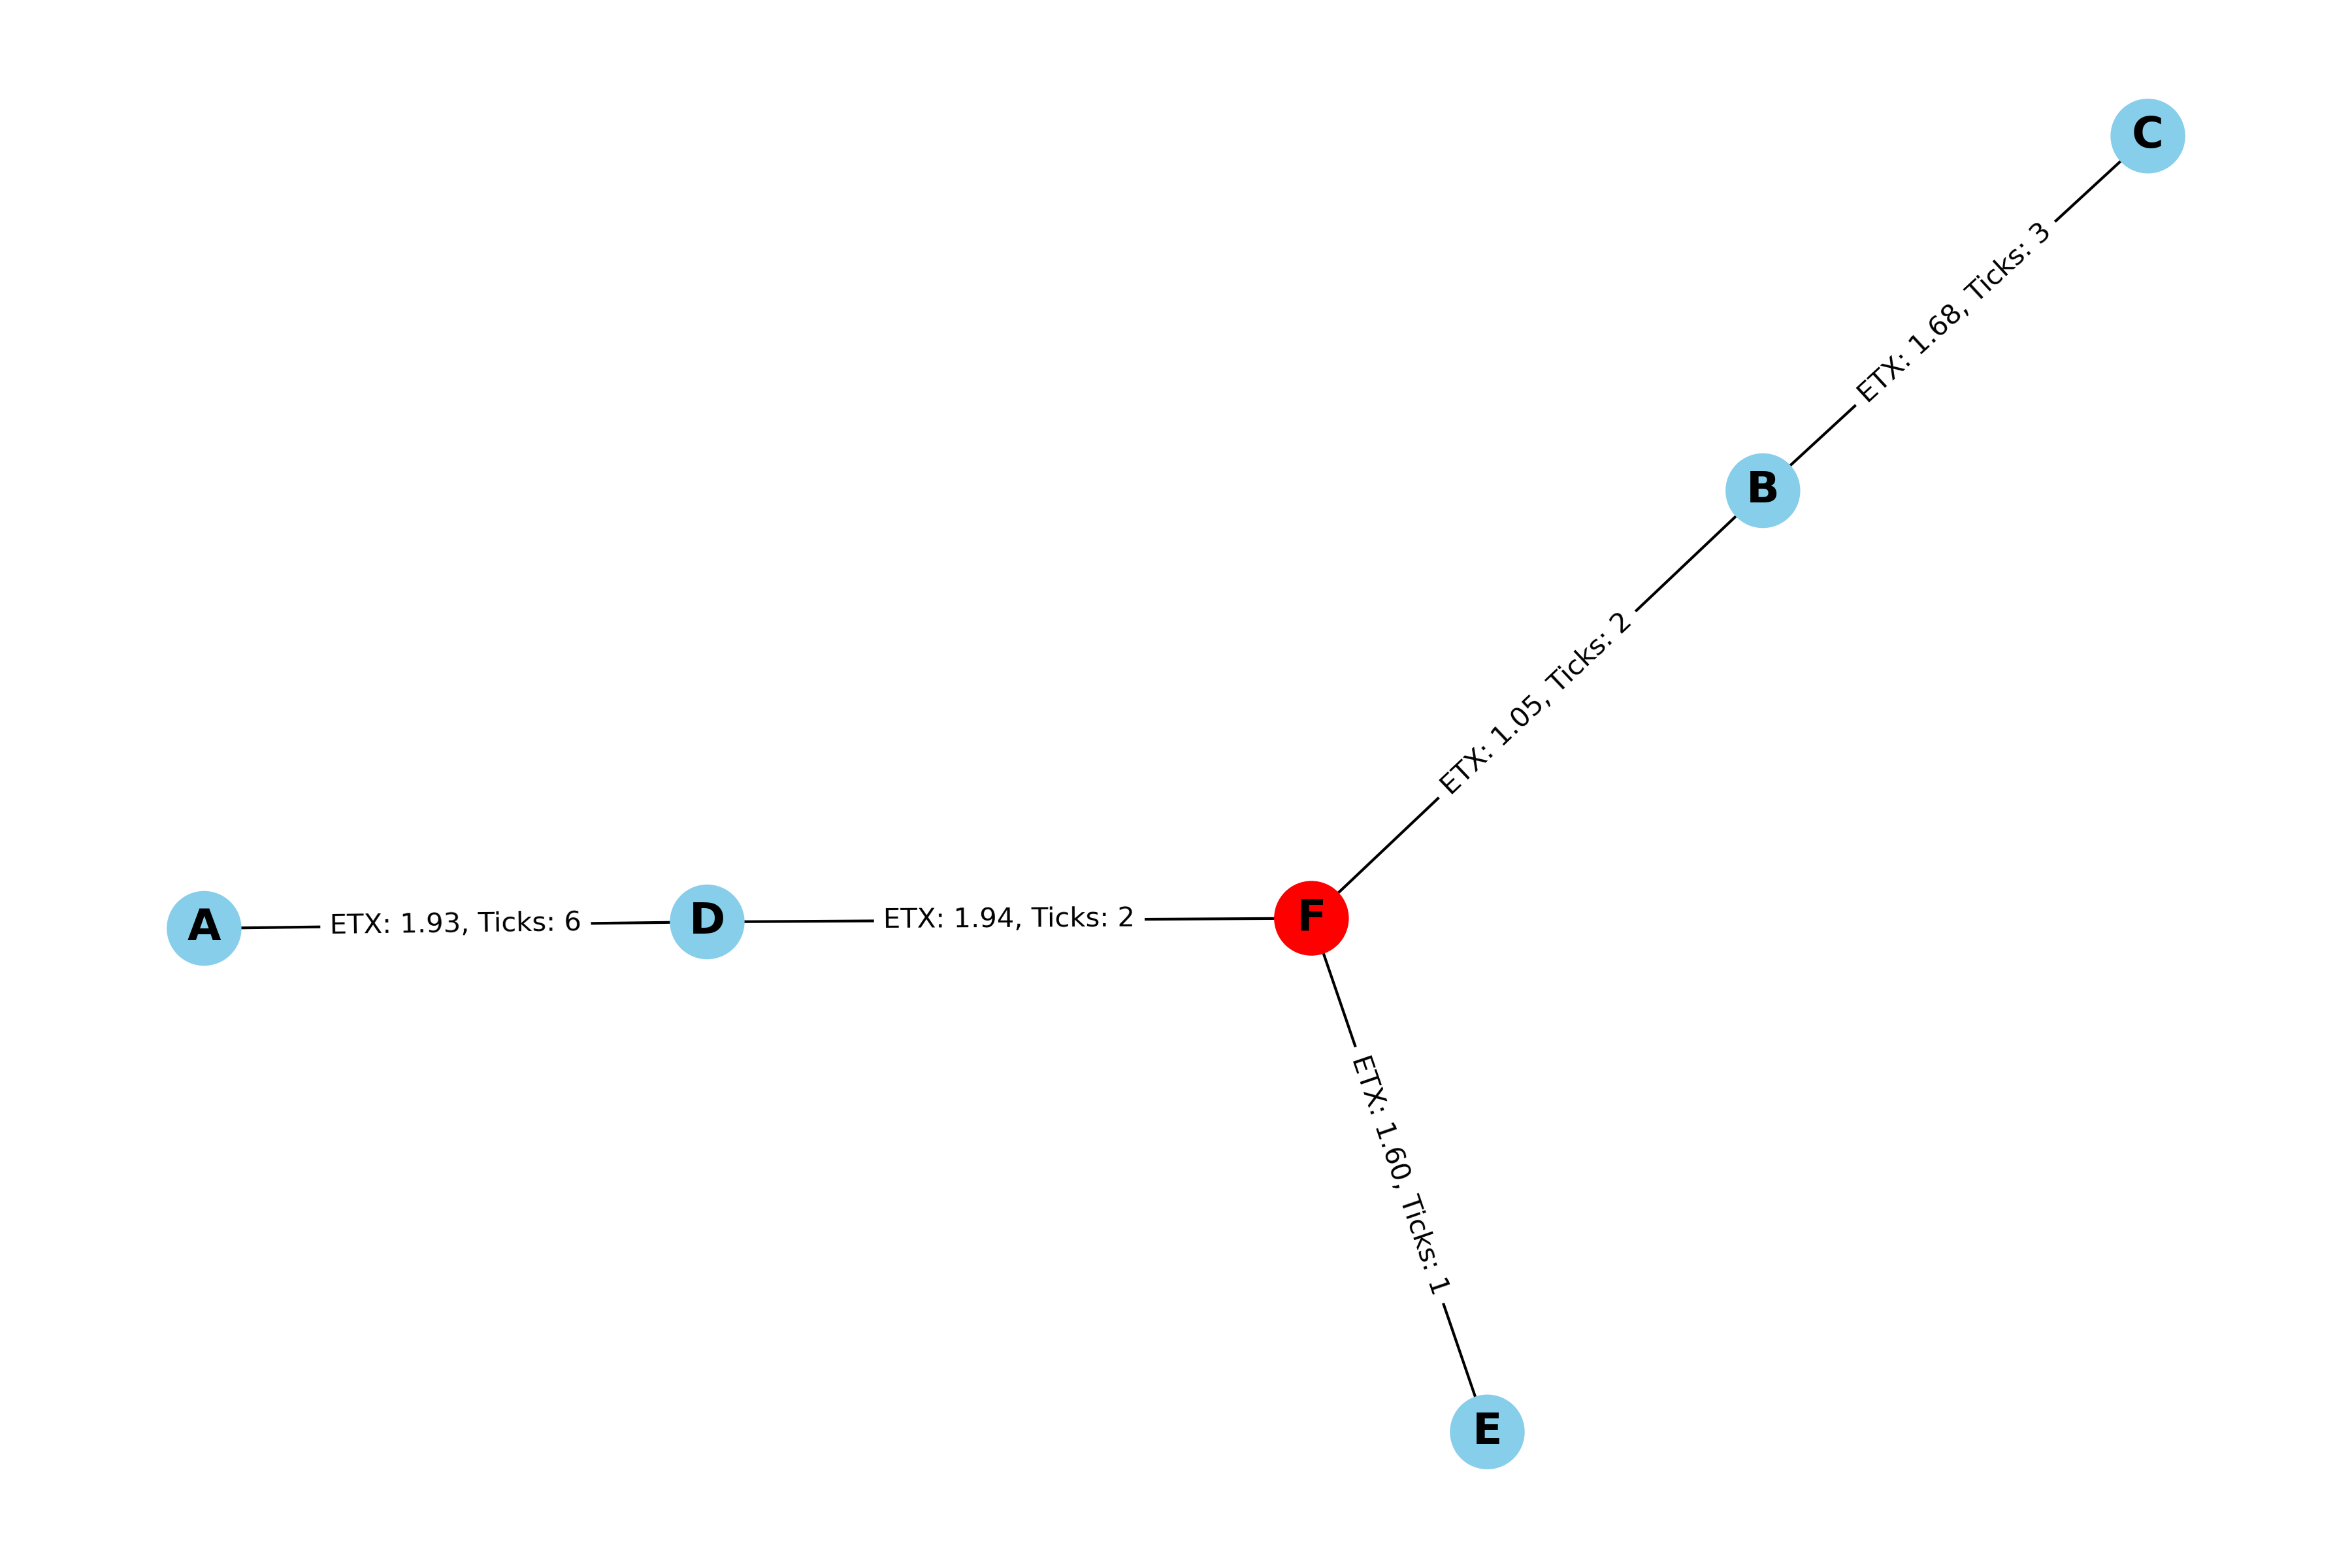 C
ETX: 1.68, Ticks: 3
B
ETX: 1.05, Ticks: 2
A
ETX: 1.93, Ticks: 6
D
ETX: 1.94, Ticks: 2
F
ETX: 1.60, Ticks: 1
E